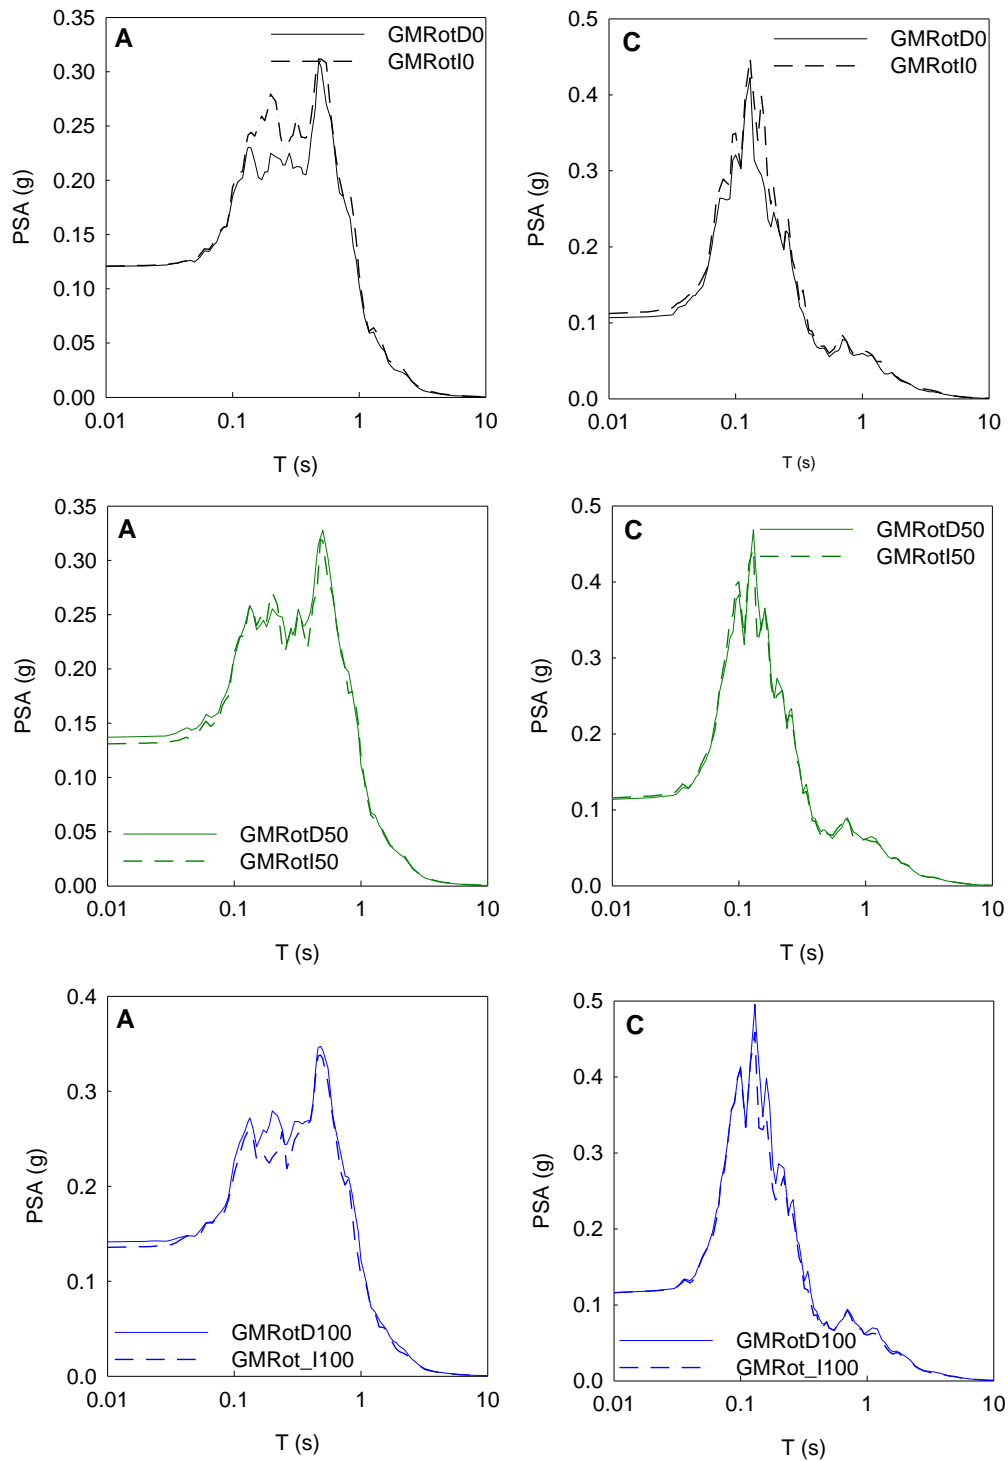 A
GMRotD0
GMRotI0
PSA (g)
0.35
0.30
0.25
0.20
0.15
0.10
0.05
0.00
0.01 0.1 1 10
T (s)
C
GMRotD0
GMRotI0
PSA (g)
0.5
0.4
0.3
0.2
0.1
0.0
0.01 0.1 1 10
T (s)
A
PSA (g)
0.35
0.30
0.25
0.20
0.15
0.10
0.05
0.00
GMRotD50
GMRotI50
0.01 0.1 1 10
T (s)
C
GMRotD50
GMRotI50
PSA (g)
0.5
0.4
0.3
0.2
0.1
0.0
0.01 0.1 1 10
T (s)
A
PSA (g)
0.4
0.3
0.2
0.1
0.0
GMRotD100
GMRot_I100
0.01 0.1 1 10
T (s)
C
PSA (g)
0.5
0.4
0.3
0.2
0.1
0.0
GMRotD100
GMRot_I100
0.01 0.1 1 10
T (s)